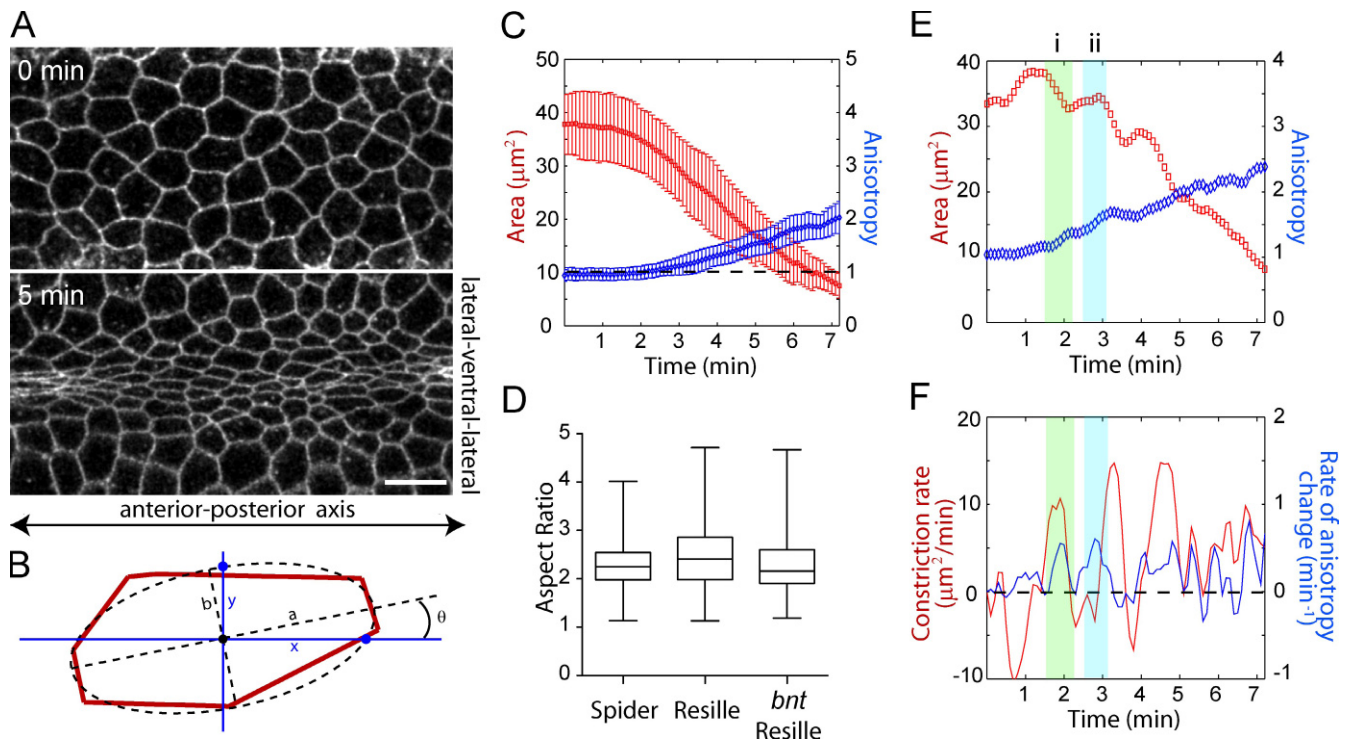 A
0 min
5 min
lateral-ventral-lateral
anterior-posterior axis
B
b
y
a
x
θ
C
50
40
30
20
10
0
Area (μm²)
5
4
3
2
1
0
Anisotropy
1 2 3 4 5 6 7
Time (min)
D
5
4
3
2
1
0
Aspect Ratio
Spider
Resille
bnt
Resille
E
i
ii
40
30
20
10
0
Area (μm²)
4
3
2
1
0
Anisotropy
1 2 3 4 5 6 7
Time (min)
F
20
10
0
-10
Constriction rate
(μm²/min)
2
1
0
-1
Rate of anisotropy
change (min⁻¹)
1 2 3 4 5 6 7
Time (min)